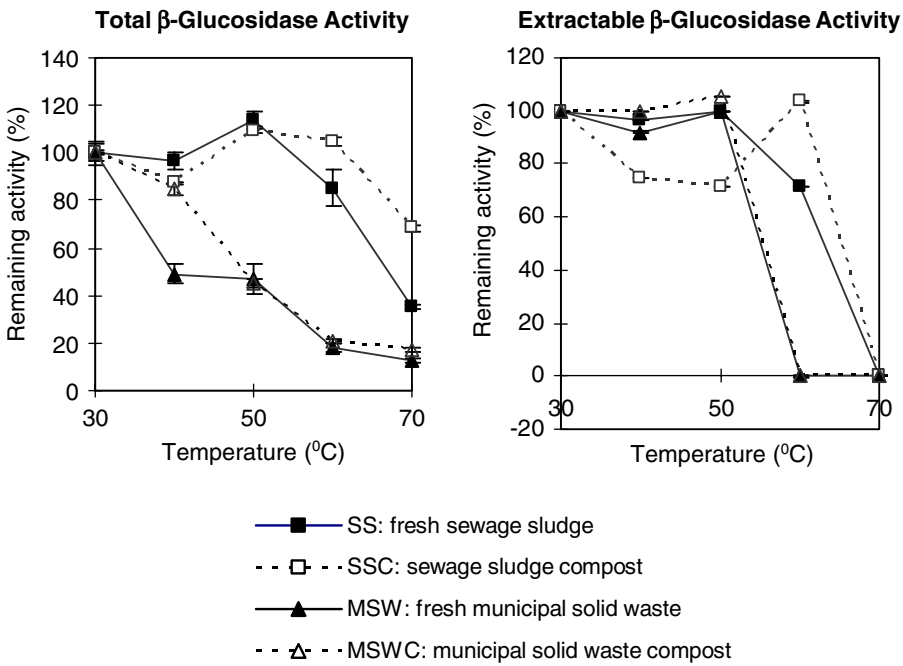 Total β-Glucosidase Activity
140
120
100
80
60
40
20
0
Remaining activity (%)
30
50
70
Temperature (⁰C)
Extractable β-Glucosidase Activity
120
100
80
60
40
20
0
-20
Remaining activity (%)
30
50
70
Temperature (⁰C)
SS: fresh sewage sludge
SSC: sewage sludge compost
MSW: fresh municipal solid waste
MSWC: municipal solid waste compost